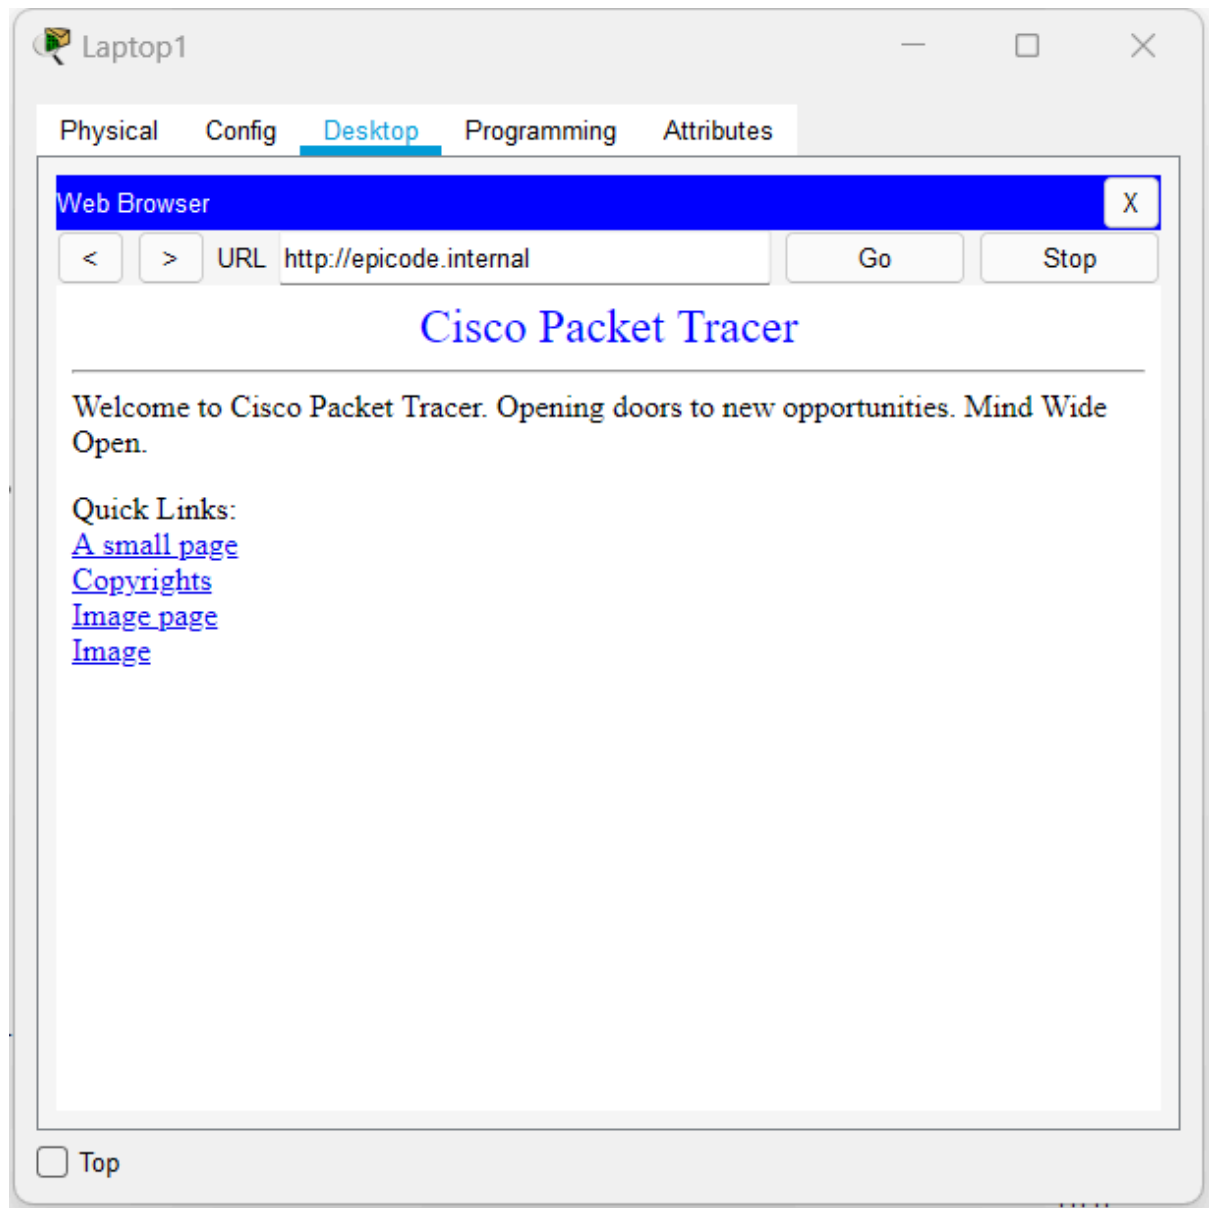 Laptop1
Physical Config Desktop Programming Attributes
Web Browser X
< > URL http://epicode.internal Go Stop
Cisco Packet Tracer
Welcome to Cisco Packet Tracer. Opening doors to new opportunities. Mind Wide
Open.
Quick Links:
A small page
Copyrights
Image page
Image
Top